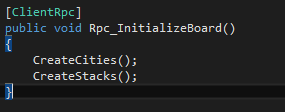 [ClientRpc]
public void Rpc_InitializeBoard()
{
    CreateCities();
    CreateStacks();
}